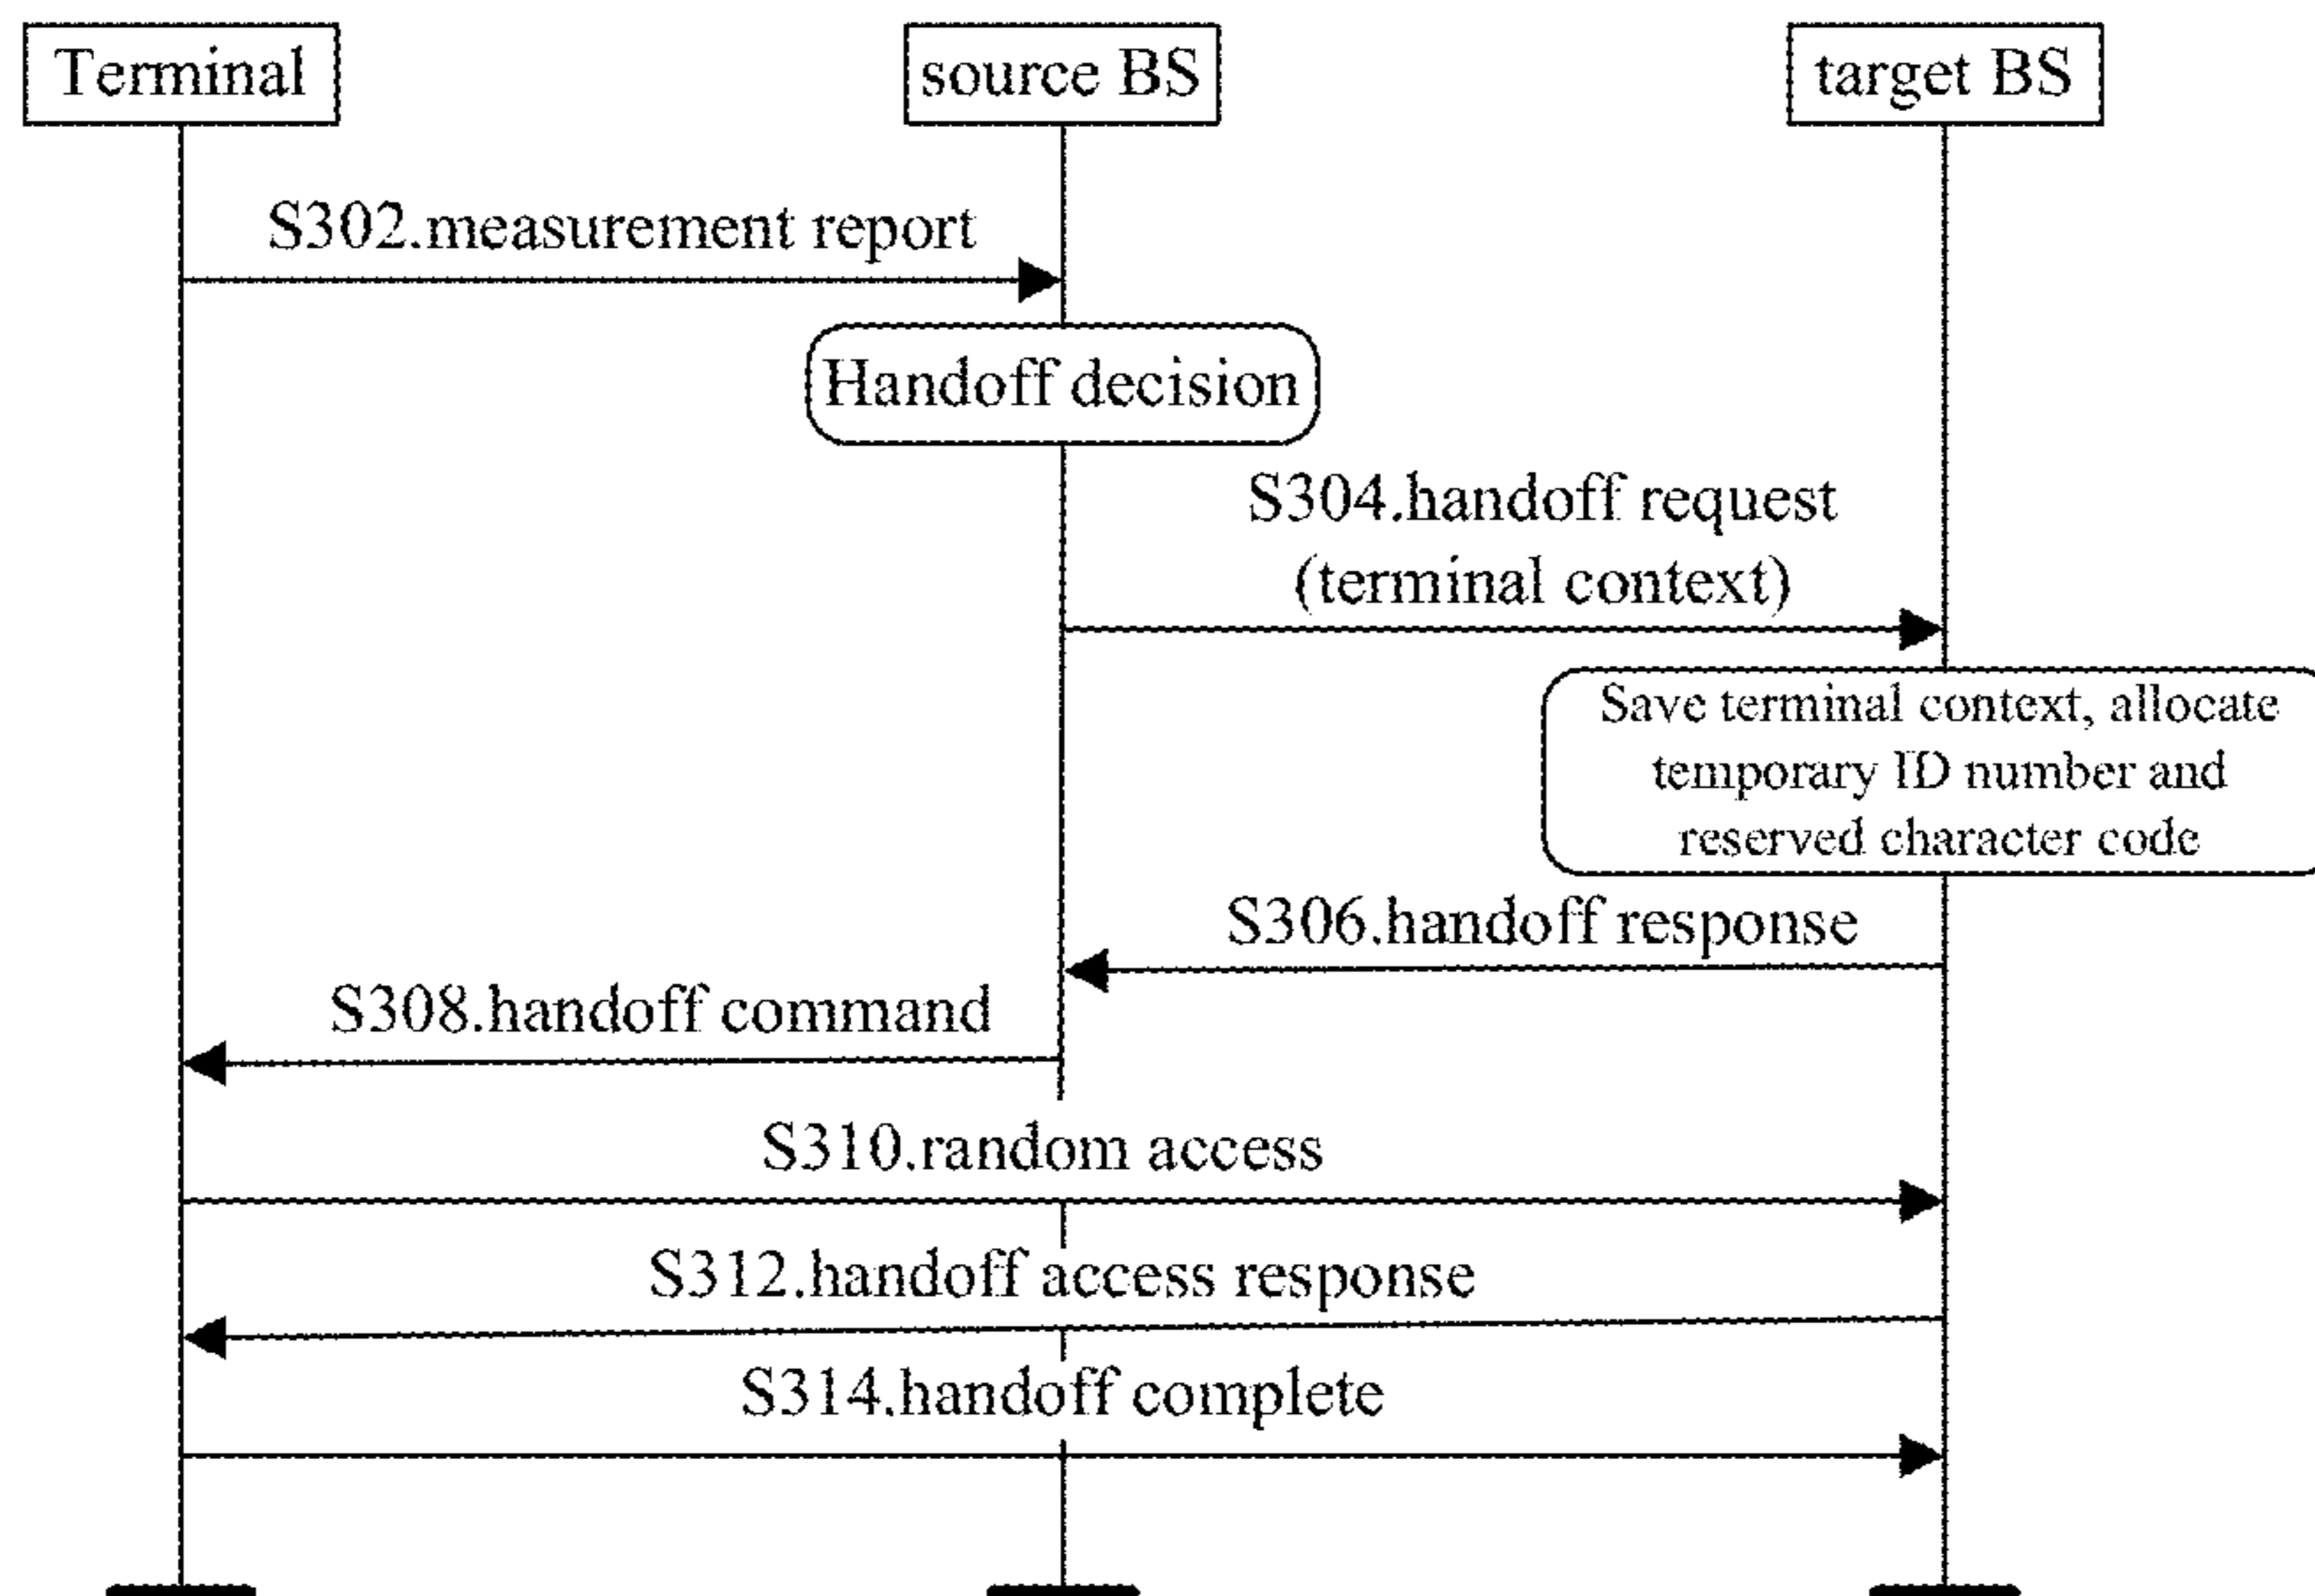 Terminal
source BS
target BS
S302.measurement report
Handoff decision
S304.handoff request
(terminal context)
Save terminal context, allocate
temporary ID number and
reserved character code
S306.handoff response
S308.handoff command
S310.random access
S312.handoff access response
S314.handoff complete